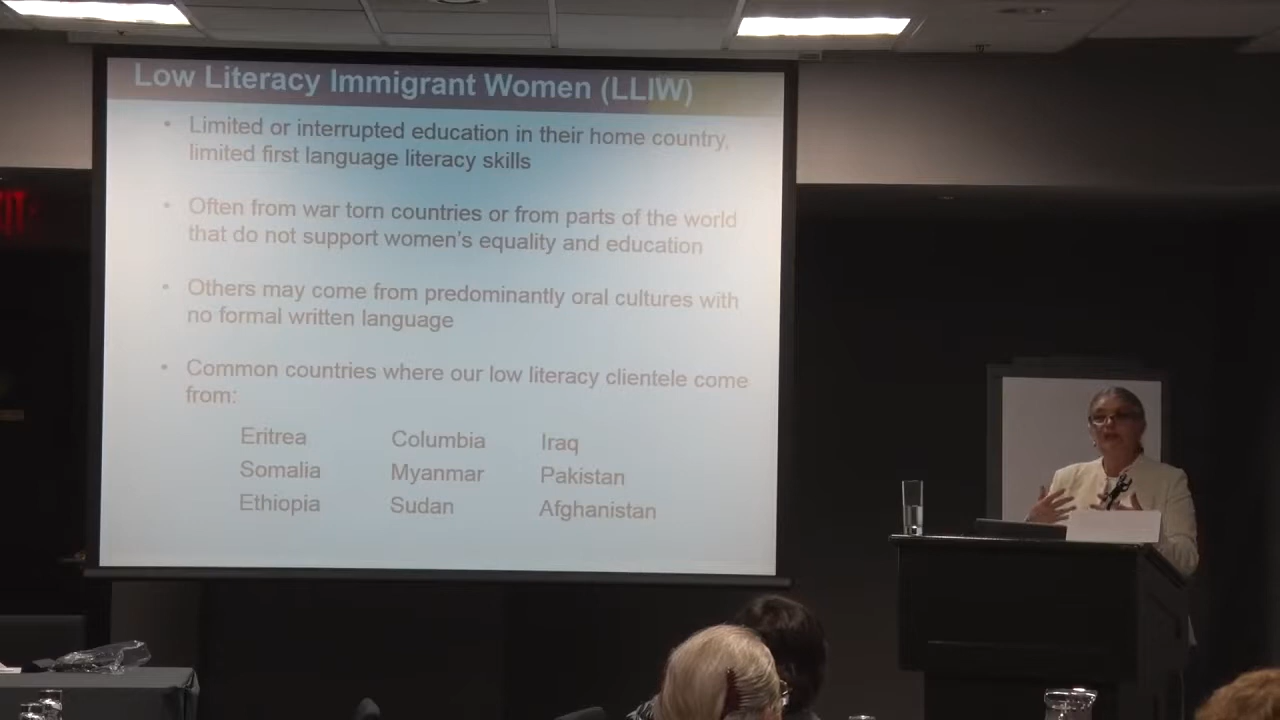 Low Literacy Immigrant Women (LLIW)
• Limited or interrupted education in their home country,
limited first language literacy skills
• Often from war torn countries or from parts of the world
that do not support women's equality and education
• Others may come from predominantly oral cultures with
no formal written language
• Common countries where our low literacy clientele come
from:
Eritrea Columbia Iraq
Somalia Myanmar Pakistan
Ethiopia Sudan Afghanistan